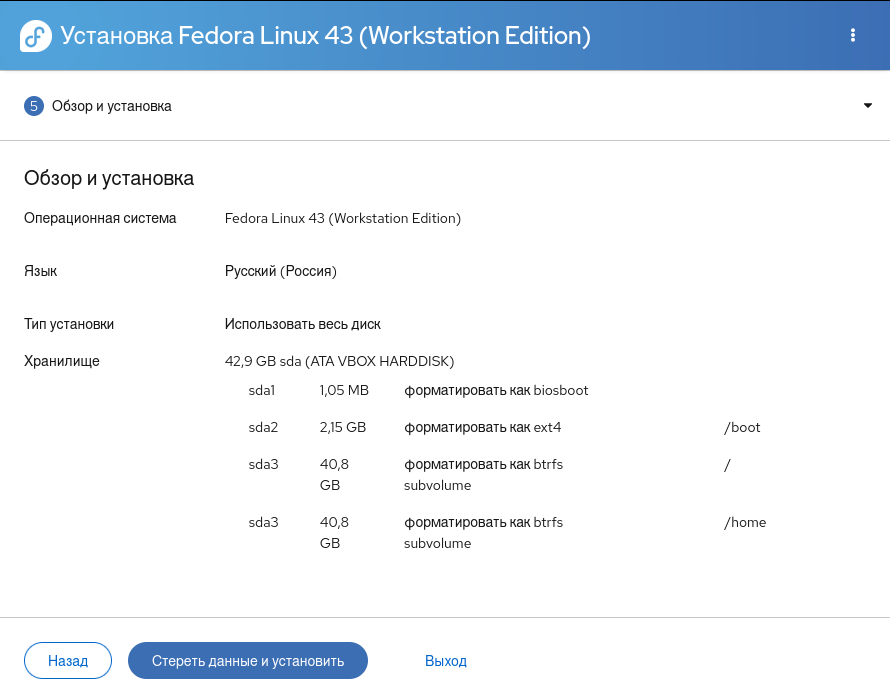 Установка Fedora Linux 43 (Workstation Edition)
5 Обзор и установка
Обзор и установка
Операционная система Fedora Linux 43 (Workstation Edition)
Язык Русский (Россия)
Тип установки Использовать весь диск
Хранилище 42,9 GB sda (ATA VBOX HARDDISK)
sda1 1,05 MB форматировать как biosboot
sda2 2,15 GB форматировать как ext4 /boot
sda3 40,8 форматировать как btrfs /
GB subvolume
sda3 40,8 форматировать как btrfs /home
GB subvolume
Назад Стереть данные и установить Выход